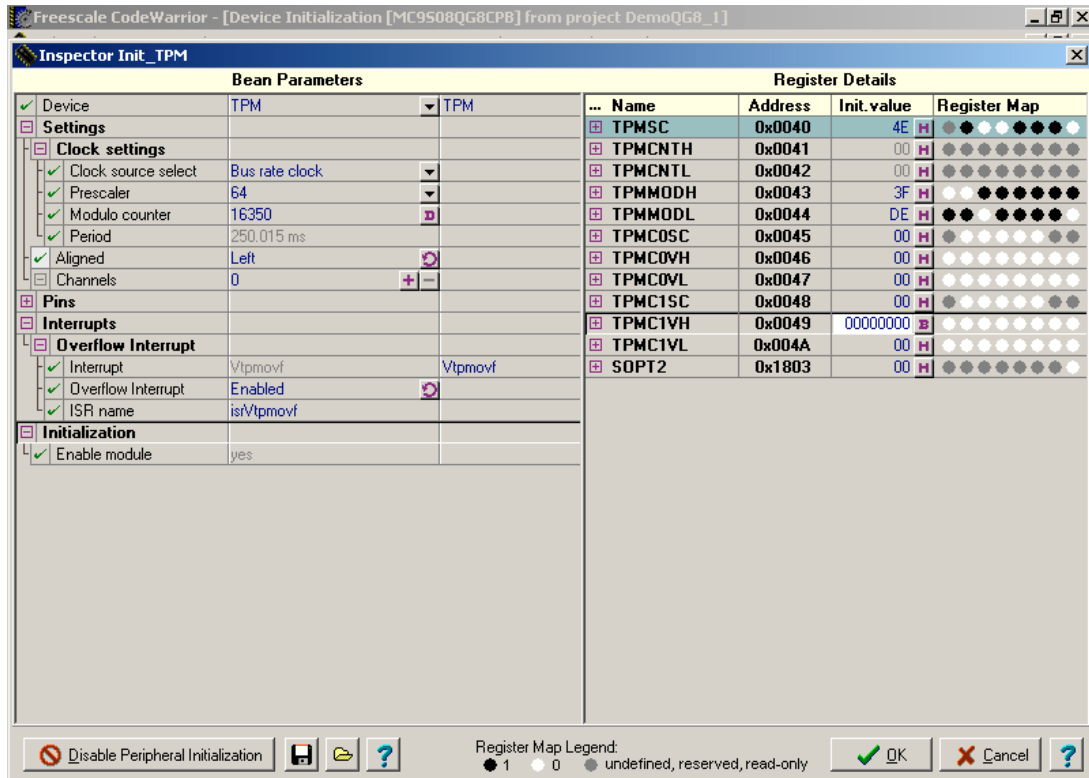 Freescale CodeWarrior - [Device Initialization [MC9S08QG8CPB] from project DemoQG8_1]
Inspector Init_TPM
Bean Parameters Register Details
Device TPM TPM ... Name Address Init.value Register Map
Settings TPMSC 0x0040 4E H
Clock settings TPMCNTH 0x0041 00 H
Clock source select Bus rate clock TPMCNTL 0x0042 00 H
Prescaler 64 TPMMODH 0x0043 3F H
Modulo counter 16350 D TPMMODL 0x0044 DE H
Period 250.015 ms TPMC0SC 0x0045 00 H
Aligned Left TPMC0VH 0x0046 00 H
Channels 0 + - TPMC0VL 0x0047 00 H
Pins TPMC1SC 0x0048 00 H
Interrupts TPMC1VH 0x0049 00000000 B
Overflow Interrupt TPMC1VL 0x004A 00 H
Interrupt Vtpmovf Vtpmovf SOPT2 0x1803 00 H
Overflow Interrupt Enabled
ISR name isrVtpmovf
Initialization
Enable module yes
Disable Peripheral Initialization ? Register Map Legend: OK Cancel ?
1 0 undefined, reserved, read-only